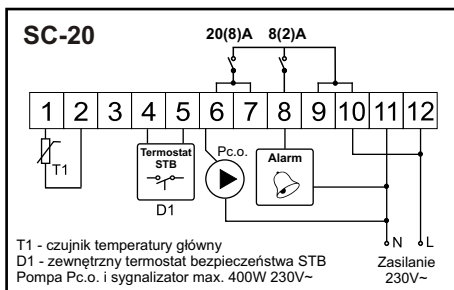 SC-20
20(8)A 8(2)A
1 2 3 4 5 6 7 8 9 10 11 12
T1
Termostat
STB
D1
Pc.o.
Alarm
N L
Zasilanie
230V~
T1 - czujnik temperatury główny
D1 - zewnętrzny termostat bezpieczeństwa STB
Pompa Pc.o. i sygnalizator max. 400W 230V~